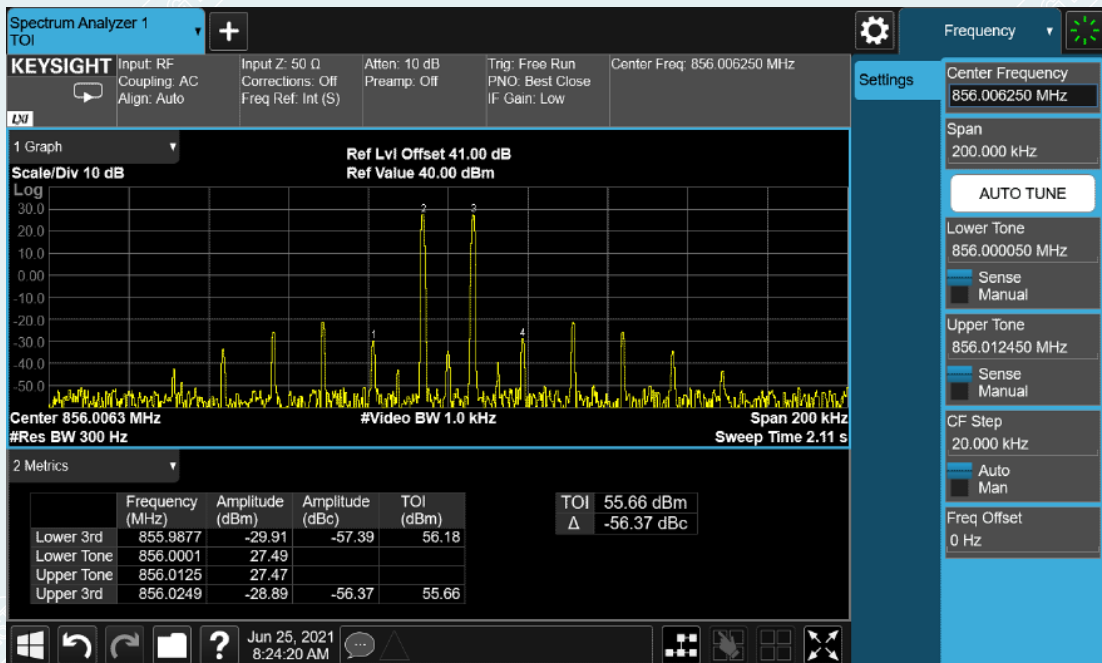 Spectrum Analyzer 1
TOI
+
Frequency
KEYSIGHT
Input: RF
Coupling: AC
Align: Auto
Input Z: 50 Ω
Corrections: Off
Freq Ref: Int (S)
Atten: 10 dB
Preamp: Off
Trig: Free Run
PNO: Best Close
IF Gain: Low
Center Freq: 856.006250 MHz
LXI
Settings
Center Frequency
856.006250 MHz
Span
200.000 kHz
AUTO TUNE
Lower Tone
856.000050 MHz
Sense
Manual
Upper Tone
856.012450 MHz
Sense
Manual
CF Step
20.000 kHz
Auto
Man
Freq Offset
0 Hz
1 Graph
Scale/Div 10 dB
Ref Lvl Offset 41.00 dB
Ref Value 40.00 dBm
Log
30.0
20.0
10.0
0.00
-10.0
-20.0
-30.0
-40.0
-50.0
1
2
3
4
Center 856.0063 MHz
#Video BW 1.0 kHz
Span 200 kHz
#Res BW 300 Hz
Sweep Time 2.11 s
2 Metrics
Frequency (MHz) Amplitude (dBm) Amplitude (dBc) TOI (dBm)
Lower 3rd 855.9877 -29.91 -57.39 56.18
Lower Tone 856.0001 27.49
Upper Tone 856.0125 27.47
Upper 3rd 856.0249 -28.89 -56.37 55.66
TOI 55.66 dBm
Δ -56.37 dBc
?
Jun 25, 2021
8:24:20 AM